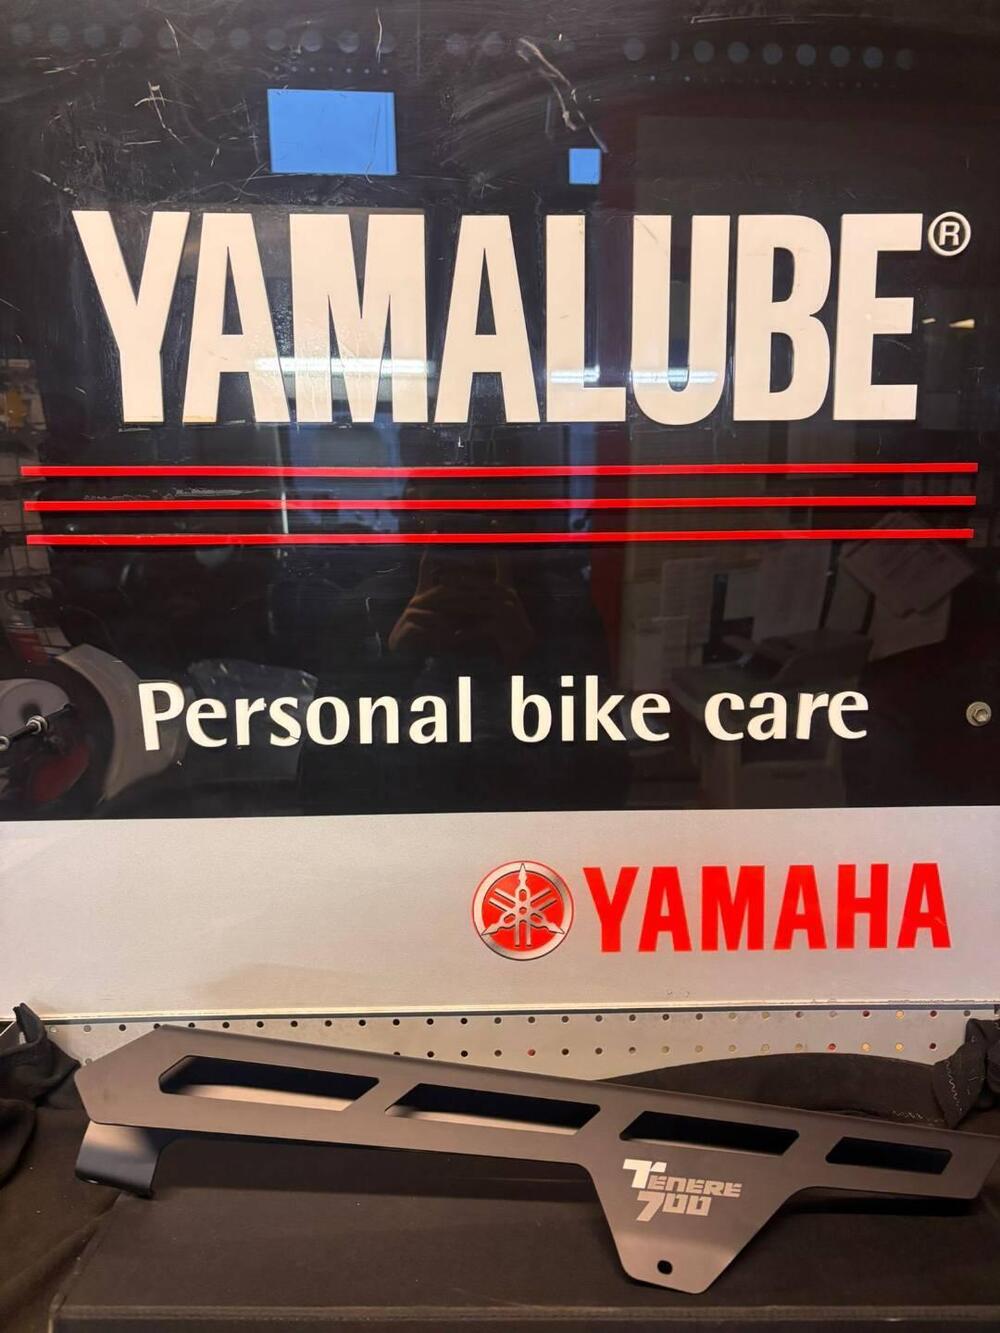 YAMALUBE®
Personal bike care
YAMAHA
TENERE
700